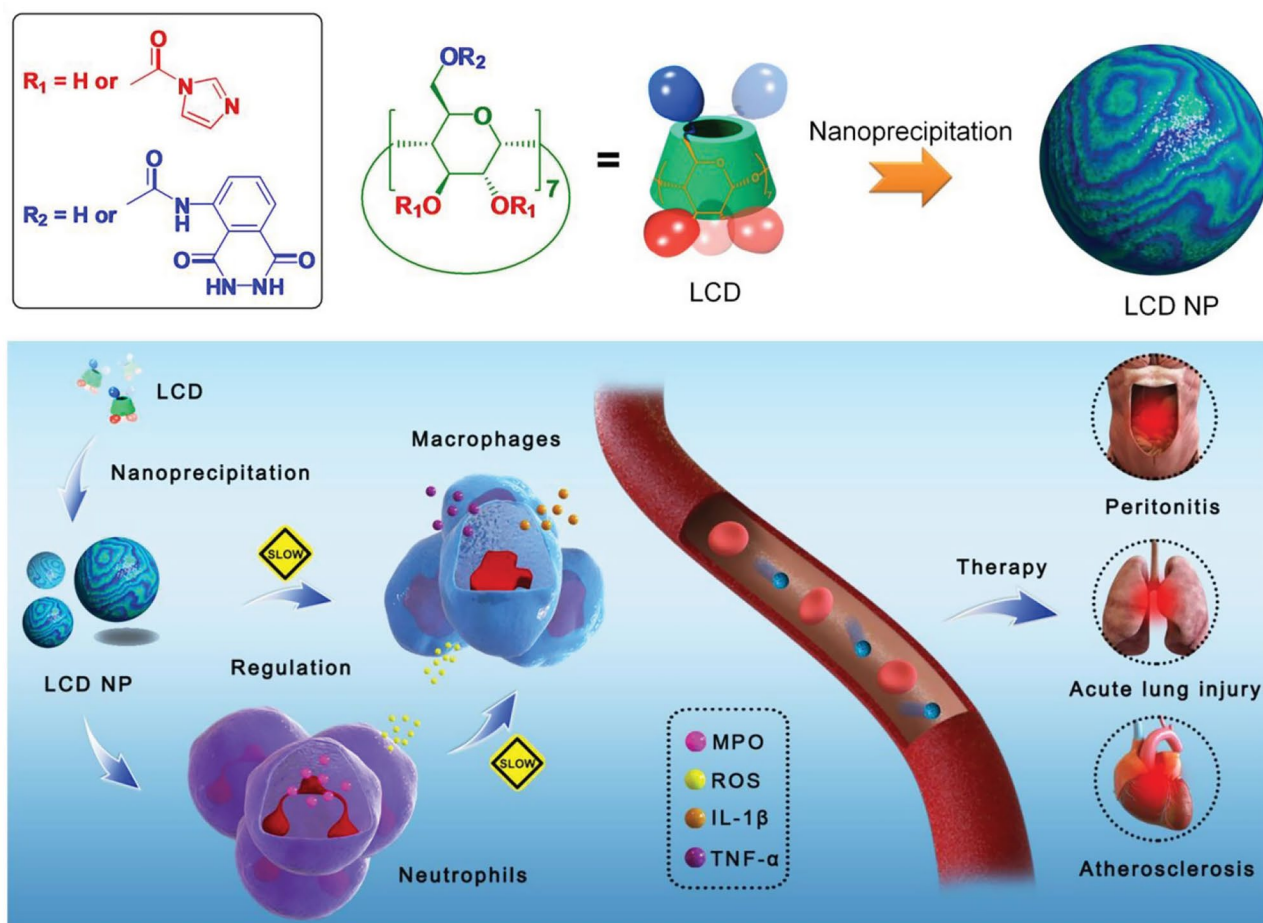 R1 = H or
O
N
N
R2 = H or
O
N
H
O
O
HN–NH
OR2
O
R1O
OR1
7
=
LCD
Nanoprecipitation
LCD NP
LCD
Nanoprecipitation
LCD NP
SLOW
Regulation
Macrophages
SLOW
Neutrophils
MPO
ROS
IL-1β
TNF-α
Therapy
Peritonitis
Acute lung injury
Atherosclerosis